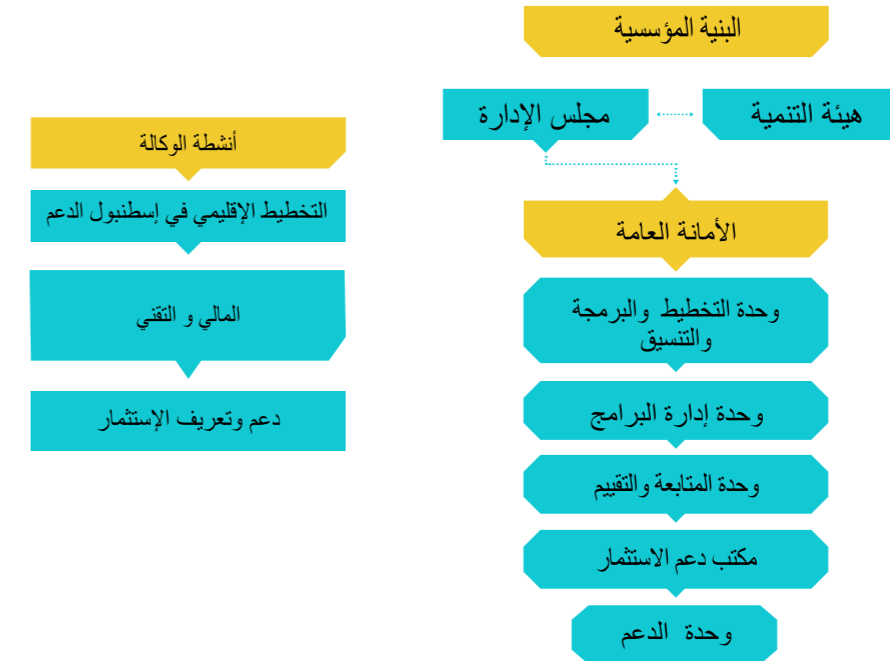 البنية المؤسسية
هيئة التنمية
مجلس الإدارة
الأمانة العامة
وحدة التخطيط والبرمجة
والتنسيق
وحدة إدارة البرامج
وحدة المتابعة والتقييم
مكتب دعم الاستثمار
وحدة الدعم
أنشطة الوكالة
التخطيط الإقليمي في إسطنبول الدعم
المالي و التقني
دعم وتعريف الإستثمار